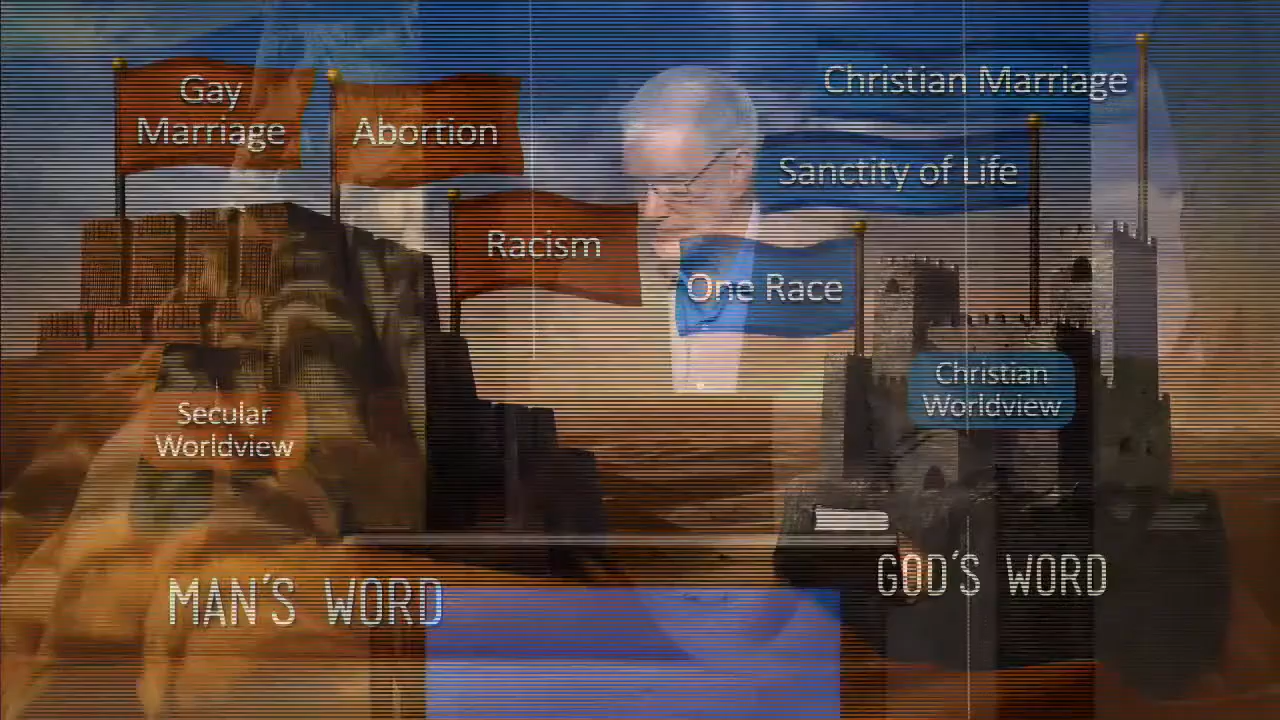 Gay
Marriage
Abortion
Racism
Christian Marriage
Sanctity of Life
One Race
Secular
Worldview
Christian
Worldview
MAN'S WORD
GOD'S WORD